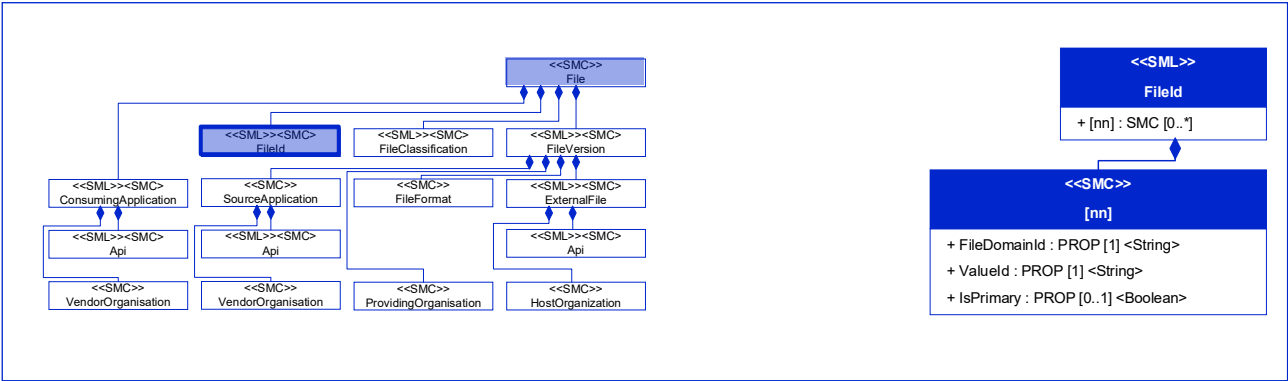 <<SMC>>
File
<<SML>><SMC>
FileId
<<SML>><SMC>
FileClassification
<<SML>><SMC>
FileVersion
<<SML>><SMC>
ConsumingApplication
<<SMC>>
SourceApplication
<<SMC>>
FileFormat
<<SML>><SMC>
ExternalFile
<<SML>><SMC>
Api
<<SML>><SMC>
Api
<<SML>><SMC>
Api
<<SMC>>
VendorOrganisation
<<SMC>>
VendorOrganisation
<<SMC>>
ProvidingOrganisation
<<SMC>>
HostOrganization
<<SML>>
FileId
+ [nn] : SMC [0..*]
<<SMC>>
[nn]
+ FileDomainId : PROP [1] <String>
+ ValueId : PROP [1] <String>
+ IsPrimary : PROP [0..1] <Boolean>